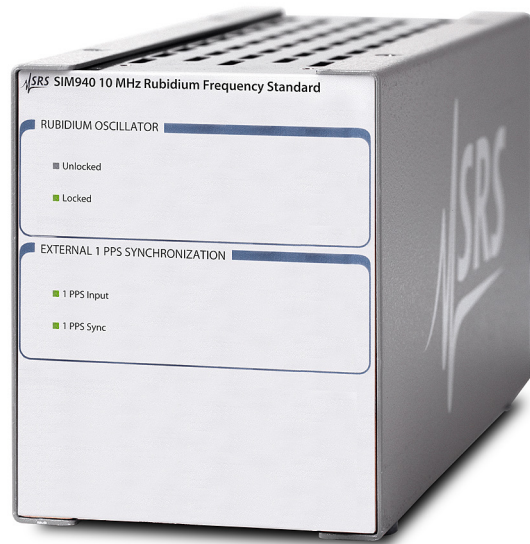 SRS SIM940 10 MHz Rubidium Frequency Standard
RUBIDIUM OSCILLATOR
Unlocked
Locked
EXTERNAL 1 PPS SYNCHRONIZATION
1 PPS Input
1 PPS Sync
SRS